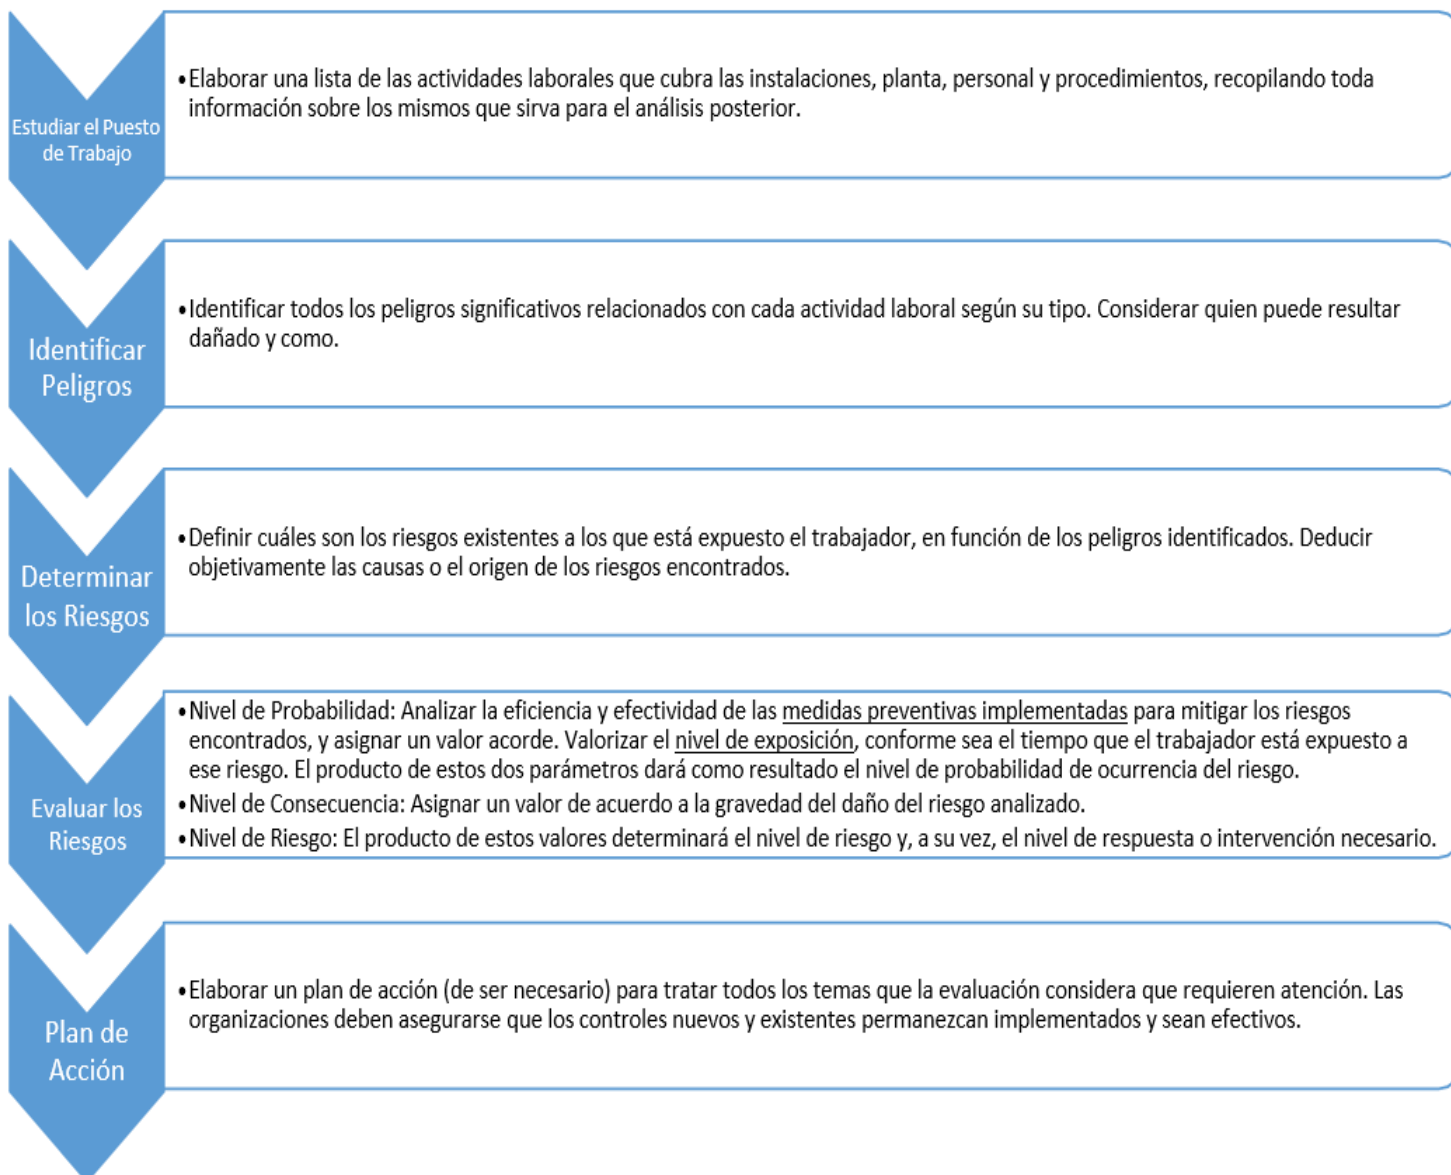 Estudiar el Puesto
de Trabajo
•Elaborar una lista de las actividades laborales que cubra las instalaciones, planta, personal y procedimientos, recopilando toda
información sobre los mismos que sirva para el análisis posterior.
Identificar
Peligros
•Identificar todos los peligros significativos relacionados con cada actividad laboral según su tipo. Considerar quien puede resultar
dañado y como.
Determinar
los Riesgos
•Definir cuáles son los riesgos existentes a los que está expuesto el trabajador, en función de los peligros identificados. Deducir
objetivamente las causas o el origen de los riesgos encontrados.
Evaluar los
Riesgos
•Nivel de Probabilidad: Analizar la eficiencia y efectividad de las medidas preventivas implementadas para mitigar los riesgos
encontrados, y asignar un valor acorde. Valorizar el nivel de exposición, conforme sea el tiempo que el trabajador está expuesto a
ese riesgo. El producto de estos dos parámetros dará como resultado el nivel de probabilidad de ocurrencia del riesgo.
•Nivel de Consecuencia: Asignar un valor de acuerdo a la gravedad del daño del riesgo analizado.
•Nivel de Riesgo: El producto de estos valores determinará el nivel de riesgo y, a su vez, el nivel de respuesta o intervención necesario.
Plan de
Acción
•Elaborar un plan de acción (de ser necesario) para tratar todos los temas que la evaluación considera que requieren atención. Las
organizaciones deben asegurarse que los controles nuevos y existentes permanezcan implementados y sean efectivos.